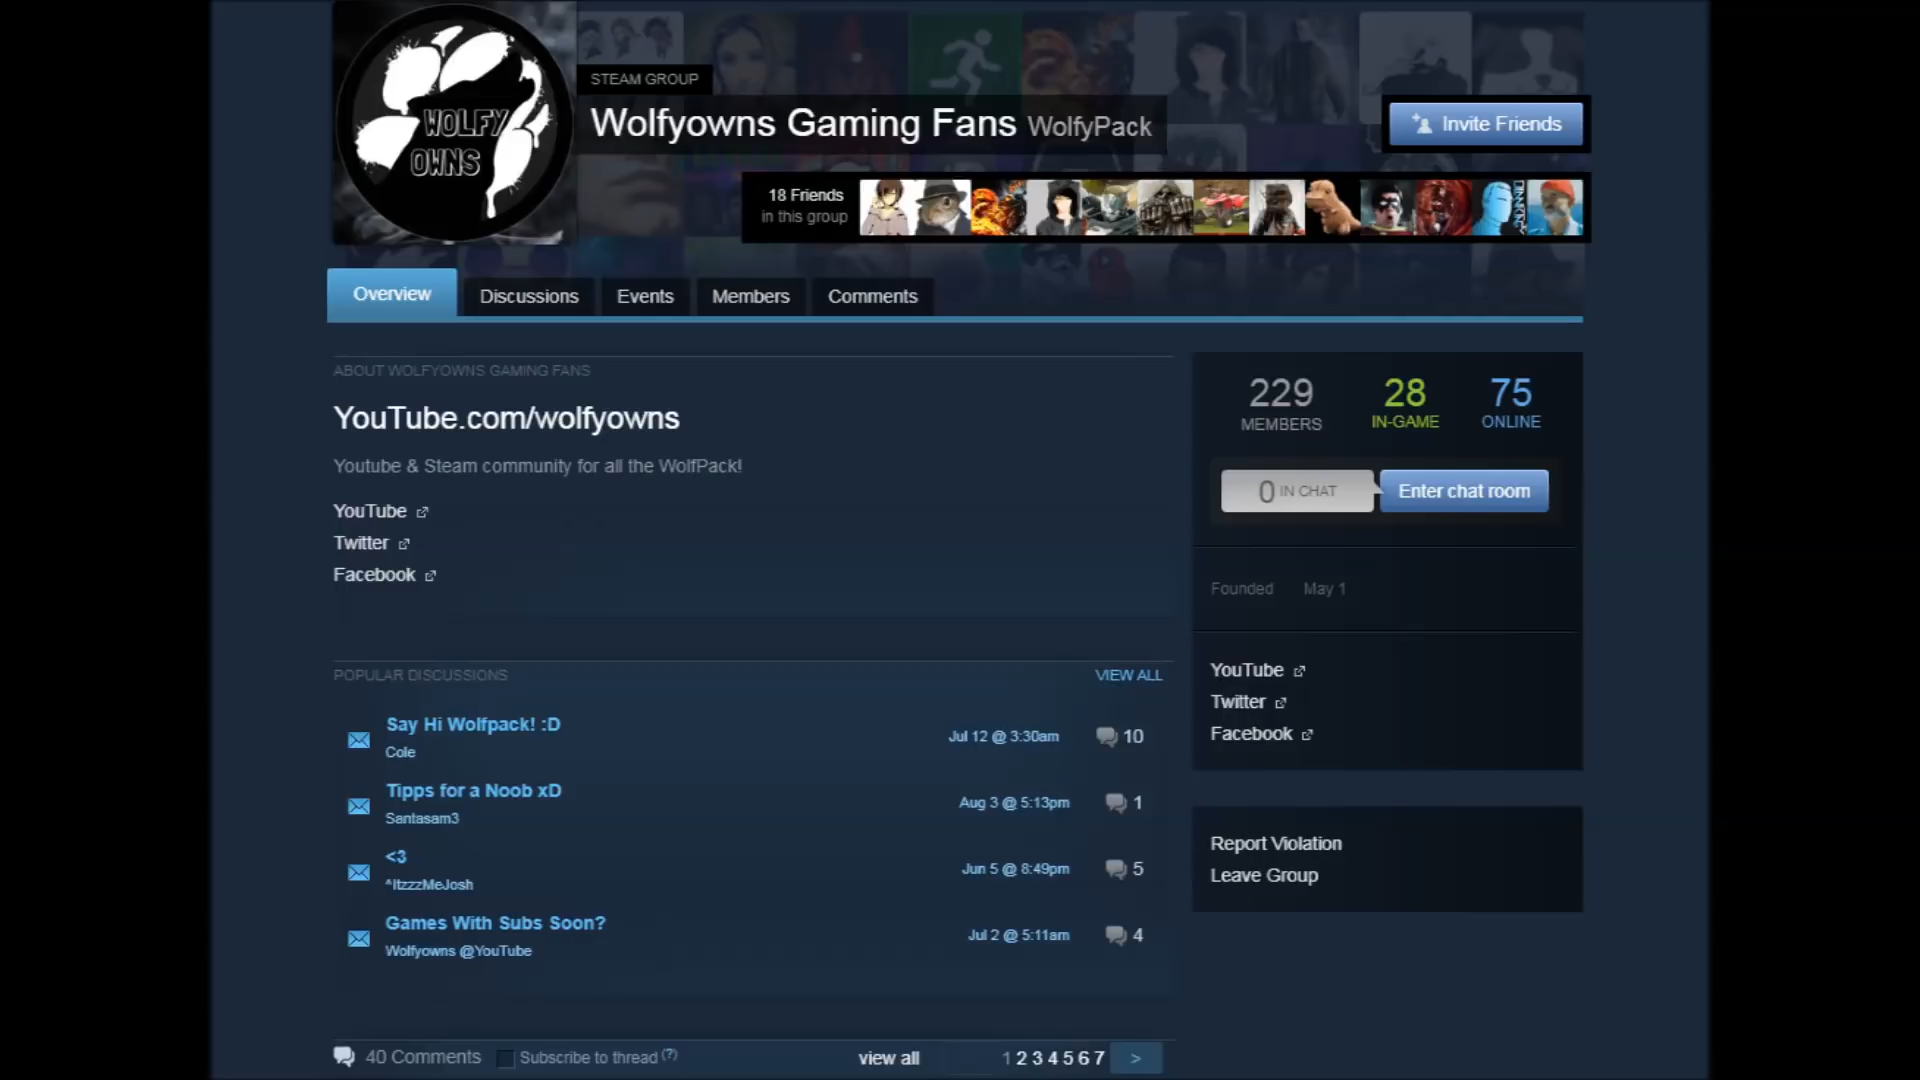 WOLFY
OWNS
STEAM GROUP
Wolfyowns Gaming Fans WolfyPack
Invite Friends
18 Friends
in this group
Overview
Discussions
Events
Members
Comments
ABOUT WOLFYOWNS GAMING FANS
YouTube.com/wolfyowns
Youtube & Steam community for all the WolfPack!
YouTube
Twitter
Facebook
229
MEMBERS
28
IN-GAME
75
ONLINE
0 IN CHAT
Enter chat room
Founded May 1
YouTube
Twitter
Facebook
Report Violation
Leave Group
POPULAR DISCUSSIONS
VIEW ALL
Say Hi Wolfpack! :D
Cole
Jul 12 @ 3:30am
10
Tipps for a Noob xD
Santasam3
Aug 3 @ 5:13pm
1
<3
^ItzzzMeJosh
Jun 5 @ 8:49pm
5
Games With Subs Soon?
Wolfyowns @YouTube
Jul 2 @ 5:11am
4
40 Comments
Subscribe to thread (?)
view all
1 2 3 4 5 6 7 >